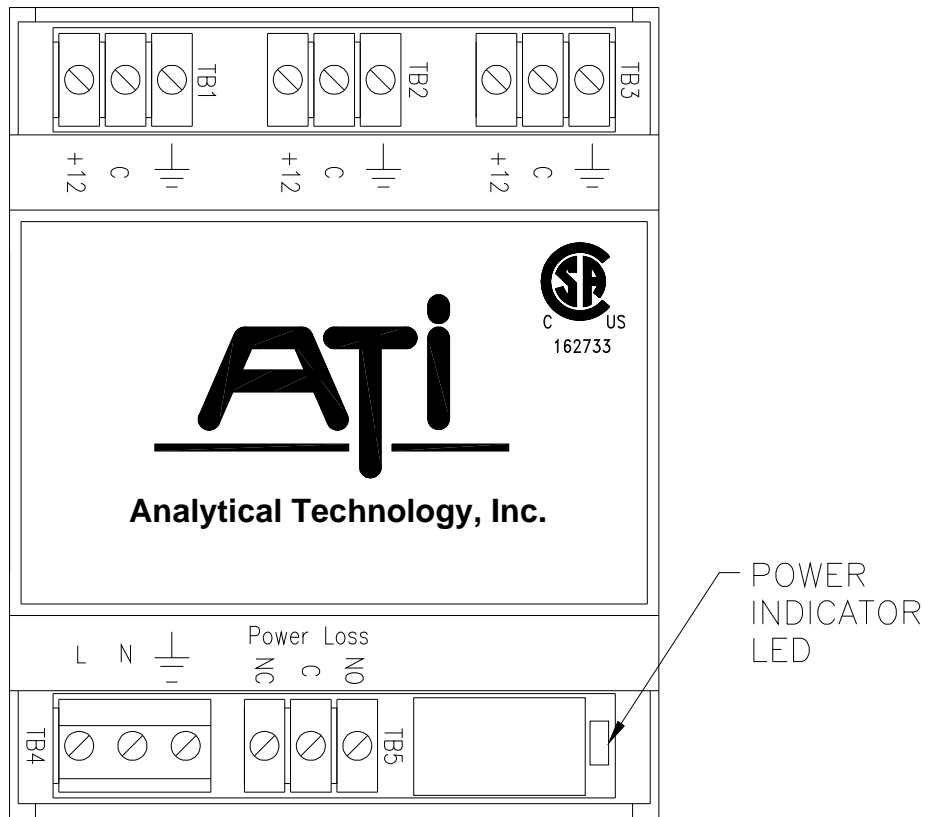 TB1
TB2
TB3
+12 C
+12 C
+12 C
SA
C US
162733
ATi
Analytical Technology, Inc.
Power Loss
L N
NC C NO
TB4
TB5
POWER
INDICATOR
LED